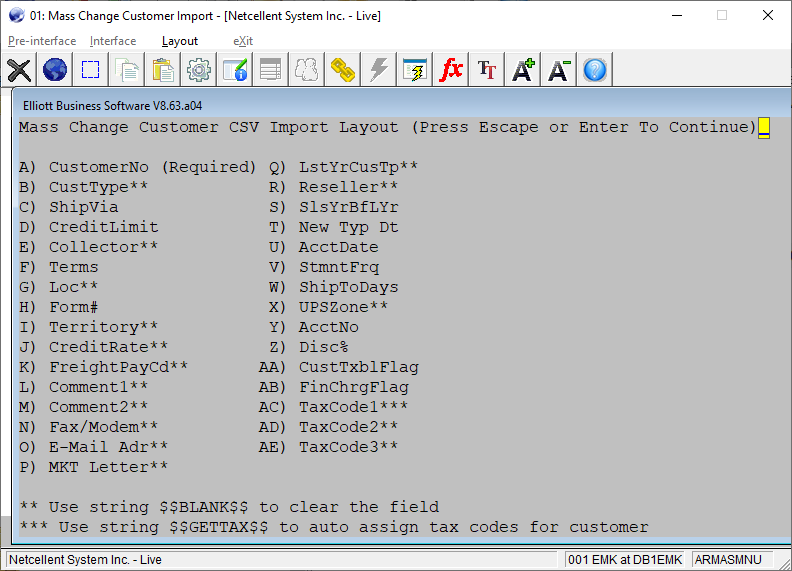 01: Mass Change Customer Import - [Netcellent System Inc. - Live]
Pre-interface Interface Layout eXit
fx TT A+ A- ?
Elliott Business Software V8.63.a04
Mass Change Customer CSV Import Layout (Press Escape or Enter To Continue)
A) CustomerNo (Required) Q) LstYrCusTp**
B) CustType** R) Reseller**
C) ShipVia S) SlsYrBfLYr
D) CreditLimit T) New Typ Dt
E) Collector** U) AcctDate
F) Terms V) StmntFrq
G) Loc** W) ShipToDays
H) Form# X) UPSZone**
I) Territory** Y) AcctNo
J) CreditRate** Z) Disc%
K) FreightPayCd** AA) CustTxblFlag
L) Comment1** AB) FinChrgFlag
M) Comment2** AC) TaxCode1***
N) Fax/Modem** AD) TaxCode2**
O) E-Mail Adr** AE) TaxCode3**
P) MKT Letter**
** Use string $$BLANK$$ to clear the field
*** Use string $$GETTAX$$ to auto assign tax codes for customer
Netcellent System Inc. - Live 001 EMK at DB1EMK ARMASMNU